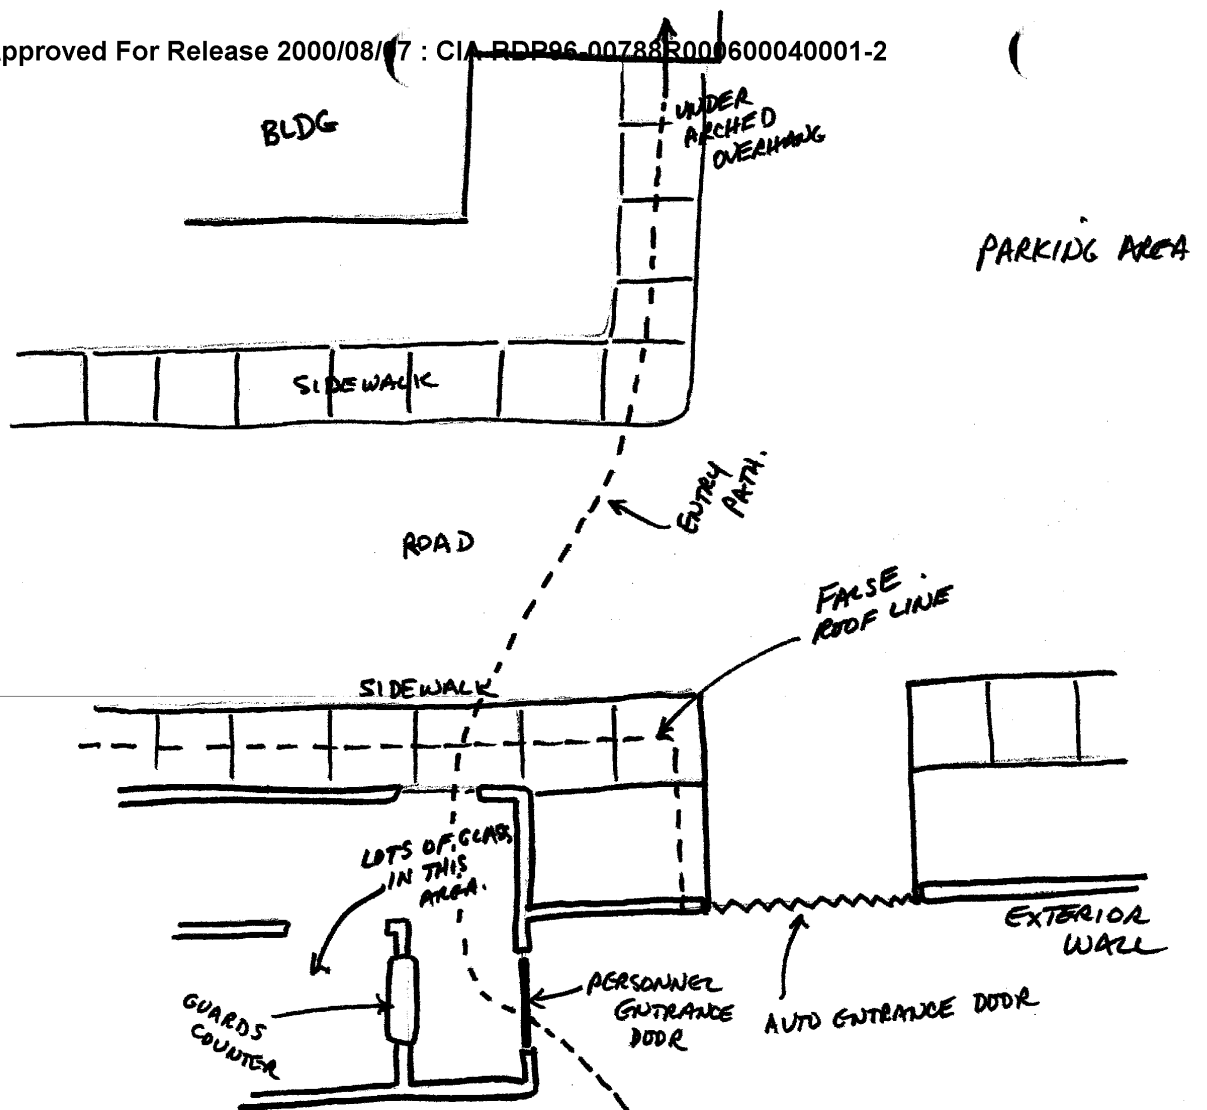 pproved For Release 2000/08/07 : CIA-RDP96-00788R000600040001-2
BLDG
UNDER
ARCHED
OVERHANG
PARKING AREA
SIDEWALK
ENTRY
PATH.
ROAD
FALSE
ROOF LINE
SIDEWALK
LOTS OF GLASS
IN THIS
AREA.
EXTERIOR
WALL
PERSONNEL
ENTRANCE
DOOR
AUTO ENTRANCE DOOR
GUARDS
COUNTER